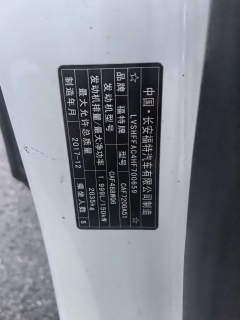 中国·长安福特汽车有限公司制造
LVSHFFAC4HF700659
品牌 福特牌 型号 CAF7200A51
发动机型号 CAF488WQ6
发动机排量/最大净功率 1.999L/150kW
最大允许总质量 2035kg
制造年月 2017-12 乘坐人数 5